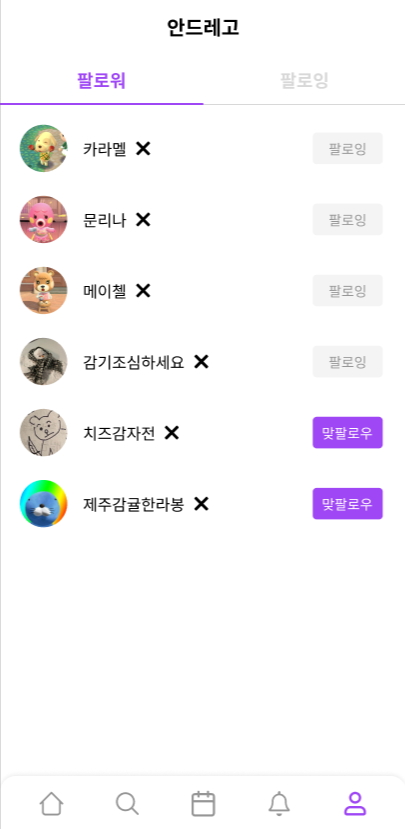 안드레고
팔로워 팔로잉
카라멜 팔로잉
문리나 팔로잉
메이첼 팔로잉
감기조심하세요 팔로잉
치즈감자전 맞팔로우
제주감귤한라봉 맞팔로우